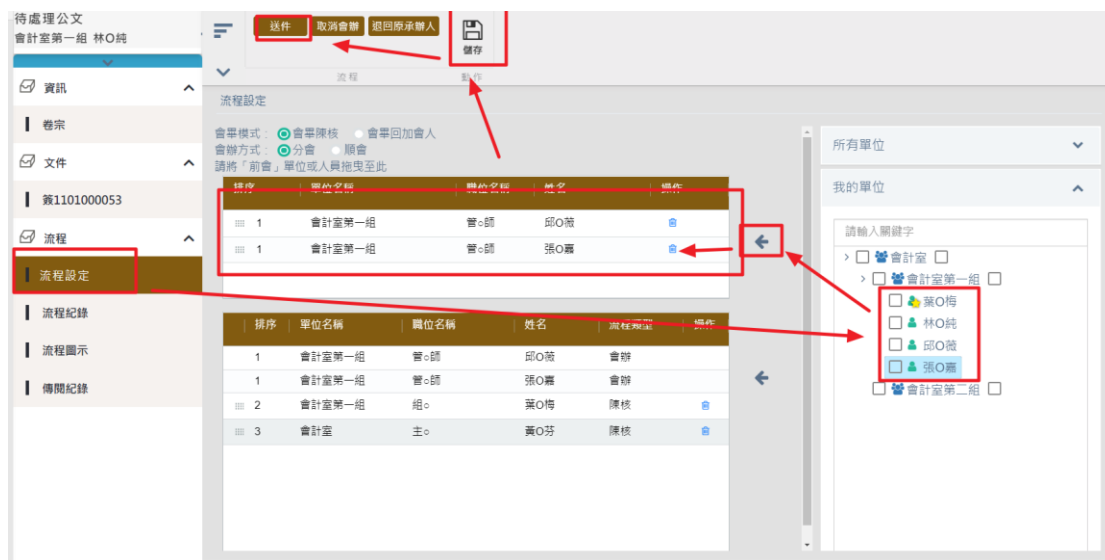 待處理公文
會計室第一組 林O純
送件 取消會辦 退回原承辦人
儲存
流程 動作
資訊
卷宗
文件
簽1101000053
流程
流程設定
流程紀錄
流程圖示
傳閱紀錄
流程設定
會畢模式： 會畢陳核 會畢回加會人
會辦方式： 分會 順會
請將「前會」單位或人員拖曳至此
排序 單位名稱 職位名稱 姓名 操作
1 會計室第一組 管○師 邱O薇
1 會計室第一組 管○師 張O嘉
排序 單位名稱 職位名稱 姓名 流程類型 操作
1 會計室第一組 管○師 邱O薇 會辦
1 會計室第一組 管○師 張O嘉 會辦
2 會計室第一組 組○ 葉O梅 陳核
3 會計室 主○ 黃O芬 陳核
所有單位
我的單位
請輸入關鍵字
會計室
會計室第一組
葉O梅
林O純
邱O薇
張O嘉
會計室第二組